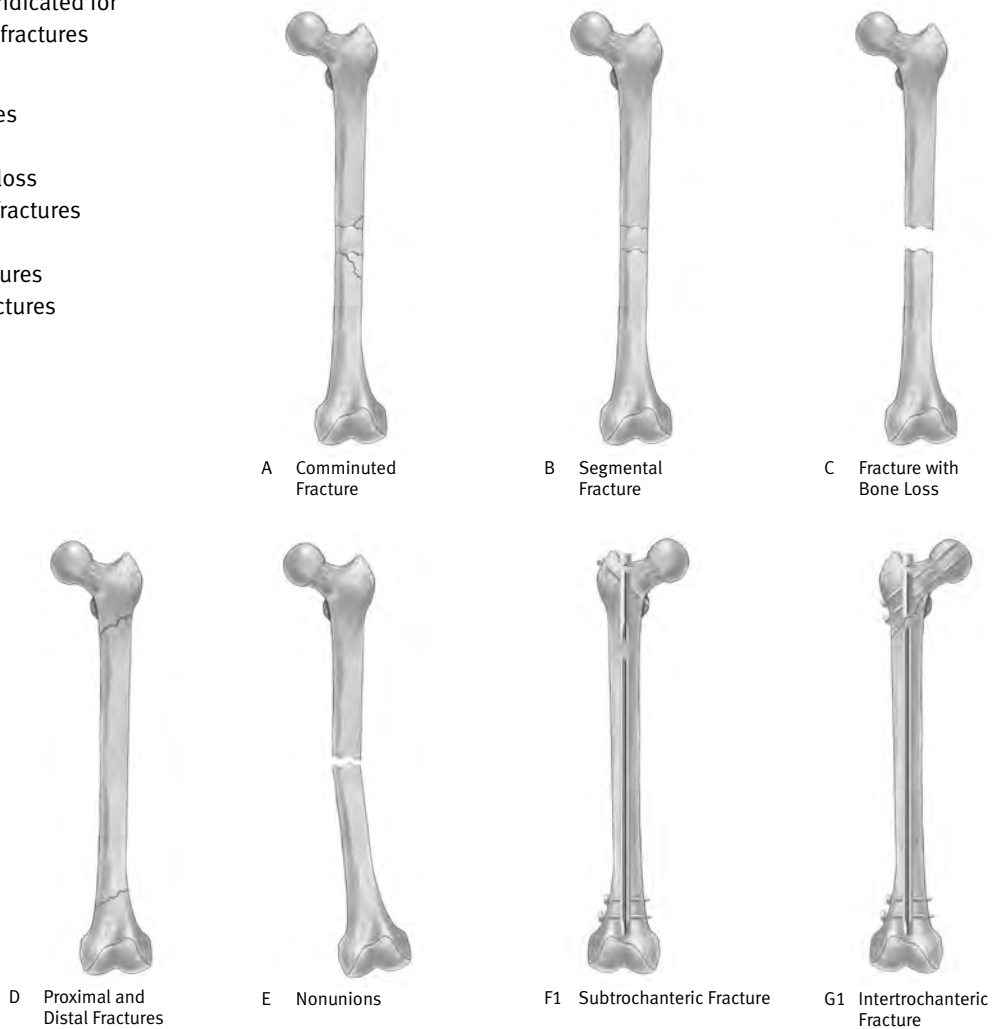 ndicated for
fractures
es
loss
ractures
ures
ctures
A Comminuted
Fracture
B Segmental
Fracture
C Fracture with
Bone Loss
D Proximal and
Distal Fractures
E Nonunions
F1 Subtrochanteric Fracture
G1 Intertrochanteric
Fracture